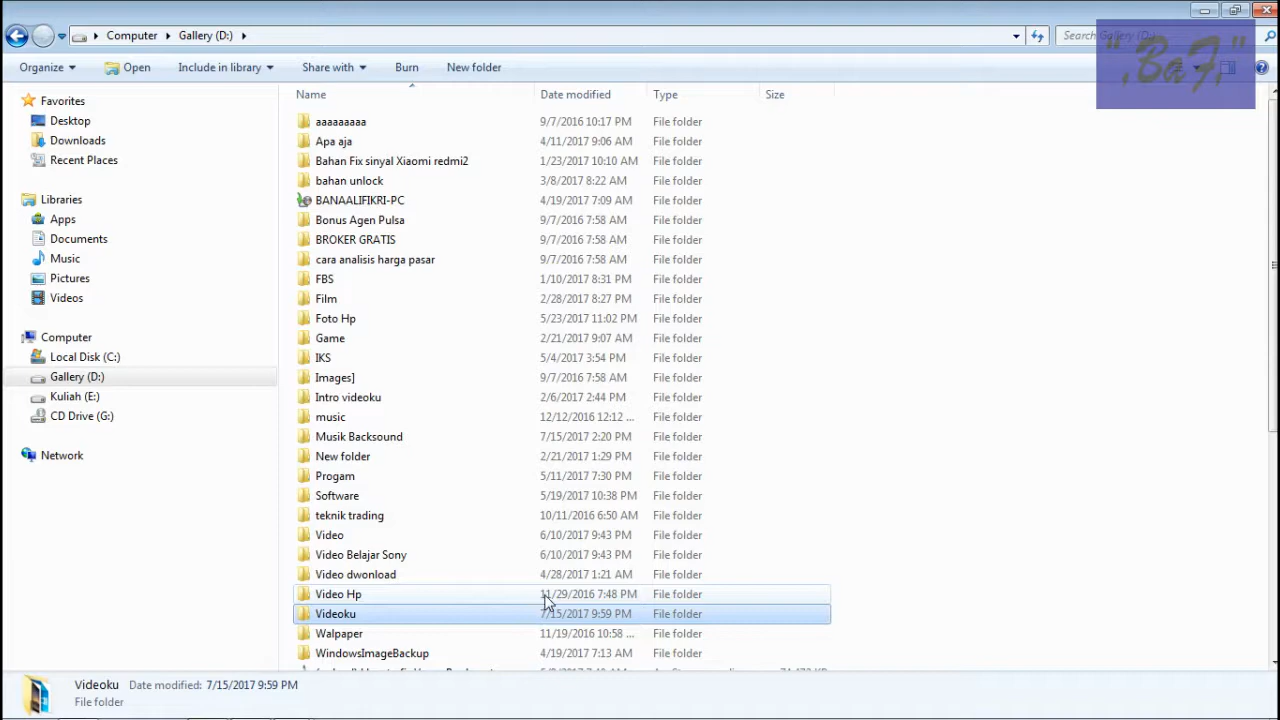 Computer Gallery (D:) Search Gallery (D:)
".BaF."
Organize Open Include in library Share with Burn New folder
Favorites
Desktop
Downloads
Recent Places
Libraries
Apps
Documents
Music
Pictures
Videos
Computer
Local Disk (C:)
Gallery (D:)
Kuliah (E:)
CD Drive (G:)
Network
Name Date modified Type Size
aaaaaaaaa 9/7/2016 10:17 PM File folder
Apa aja 4/11/2017 9:06 AM File folder
Bahan Fix sinyal Xiaomi redmi2 1/23/2017 10:10 AM File folder
bahan unlock 3/8/2017 8:22 AM File folder
BANAALIFIKRI-PC 4/19/2017 7:09 AM File folder
Bonus Agen Pulsa 9/7/2016 7:58 AM File folder
BROKER GRATIS 9/7/2016 7:58 AM File folder
cara analisis harga pasar 9/7/2016 7:58 AM File folder
FBS 1/10/2017 8:31 PM File folder
Film 2/28/2017 8:27 PM File folder
Foto Hp 5/23/2017 11:02 PM File folder
Game 2/21/2017 9:07 AM File folder
IKS 5/4/2017 3:54 PM File folder
Images] 9/7/2016 7:58 AM File folder
Intro videoku 2/6/2017 2:44 PM File folder
music 12/12/2016 12:12 ... File folder
Musik Backsound 7/15/2017 2:20 PM File folder
New folder 2/21/2017 1:29 PM File folder
Progam 5/11/2017 7:30 PM File folder
Software 5/19/2017 10:38 PM File folder
teknik trading 10/11/2016 6:50 AM File folder
Video 6/10/2017 9:43 PM File folder
Video Belajar Sony 6/10/2017 9:43 PM File folder
Video dwonload 4/28/2017 1:21 AM File folder
Video Hp 11/29/2016 7:48 PM File folder
Videoku 7/15/2017 9:59 PM File folder
Walpaper 11/19/2016 10:58 ... File folder
WindowsImageBackup 4/19/2017 7:13 AM File folder
Videoku Date modified: 7/15/2017 9:59 PM
File folder